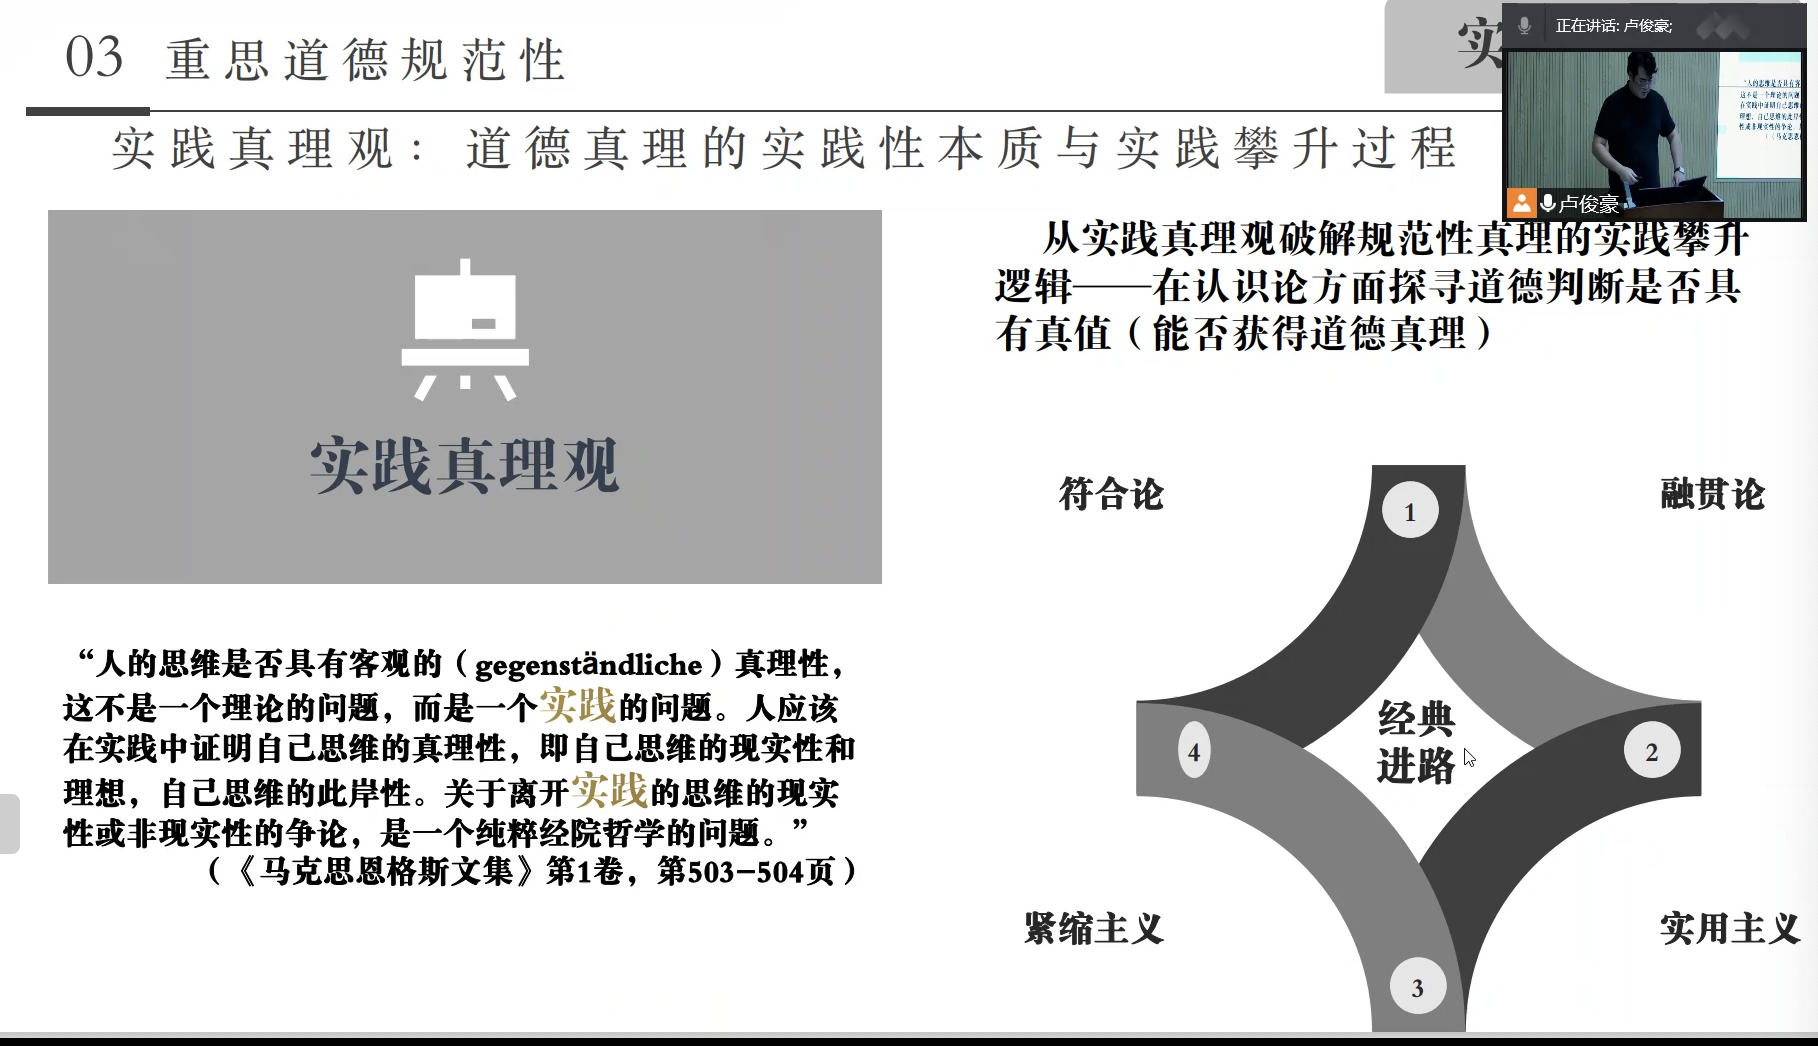 03 重思道德规范性
实
正在讲话: 卢俊豪;
实践真理观：道德真理的实践性本质与实践攀升过程
卢俊豪
实践真理观
从实践真理观破解规范性真理的实践攀升
逻辑——在认识论方面探寻道德判断是否具
有真值（能否获得道德真理）
“人的思维是否具有客观的（gegenständliche）真理性，
这不是一个理论的问题，而是一个实践的问题。人应该
在实践中证明自己思维的真理性，即自己思维的现实性和
理想，自己思维的此岸性。关于离开实践的思维的现实
性或非现实性的争论，是一个纯粹经院哲学的问题。”
（《马克思恩格斯文集》第1卷，第503-504页）
符合论
融贯论
1
经典
进路
4
2
紧缩主义
实用主义
3